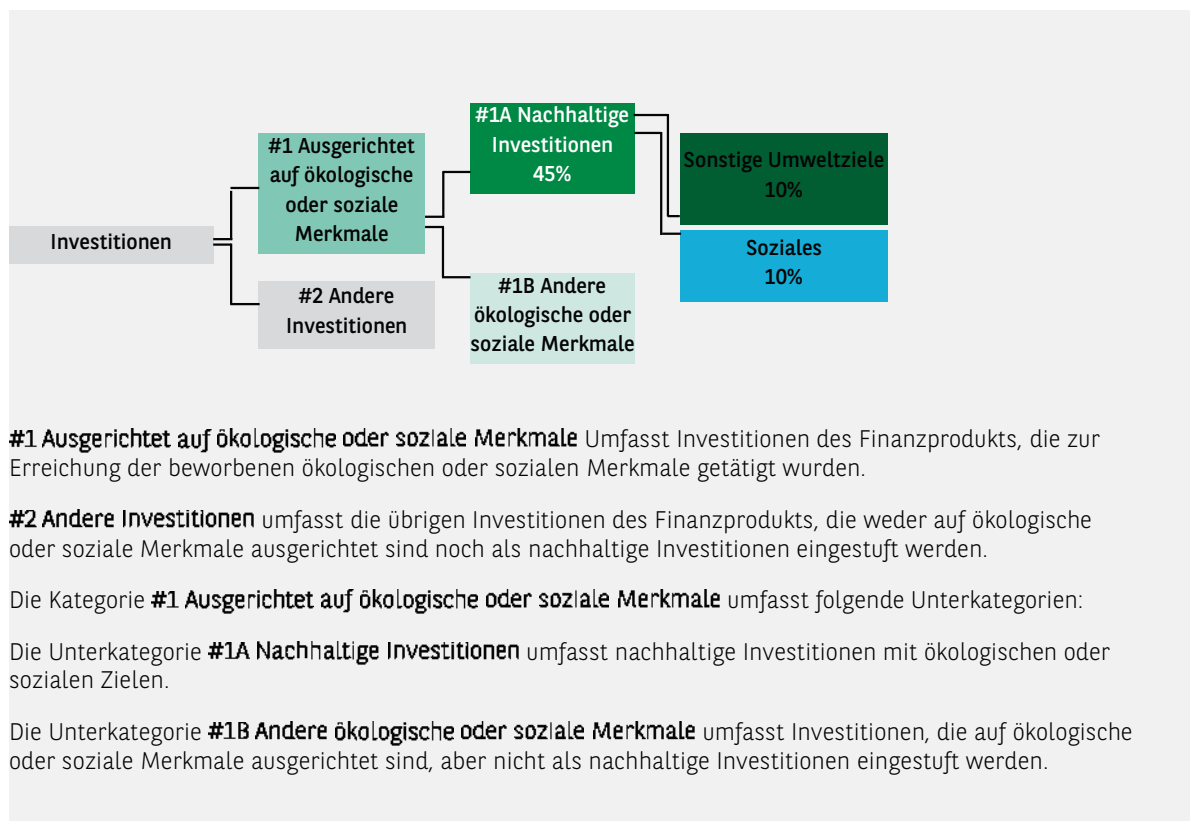 #1A Nachhaltige
Investitionen
45%
#1 Ausgerichtet
auf ökologische
oder soziale
Merkmale
Sonstige Umweltziele
10%
Investitionen
Soziales
10%
#2 Andere
Investitionen
#1B Andere
ökologische oder
soziale Merkmale
#1 Ausgerichtet auf ökologische oder soziale Merkmale Umfasst Investitionen des Finanzprodukts, die zur
Erreichung der beworbenen ökologischen oder sozialen Merkmale getätigt wurden.
#2 Andere Investitionen umfasst die übrigen Investitionen des Finanzprodukts, die weder auf ökologische
oder soziale Merkmale ausgerichtet sind noch als nachhaltige Investitionen eingestuft werden.
Die Kategorie #1 Ausgerichtet auf ökologische oder soziale Merkmale umfasst folgende Unterkategorien:
Die Unterkategorie #1A Nachhaltige Investitionen umfasst nachhaltige Investitionen mit ökologischen oder
sozialen Zielen.
Die Unterkategorie #1B Andere ökologische oder soziale Merkmale umfasst Investitionen, die auf ökologische
oder soziale Merkmale ausgerichtet sind, aber nicht als nachhaltige Investitionen eingestuft werden.